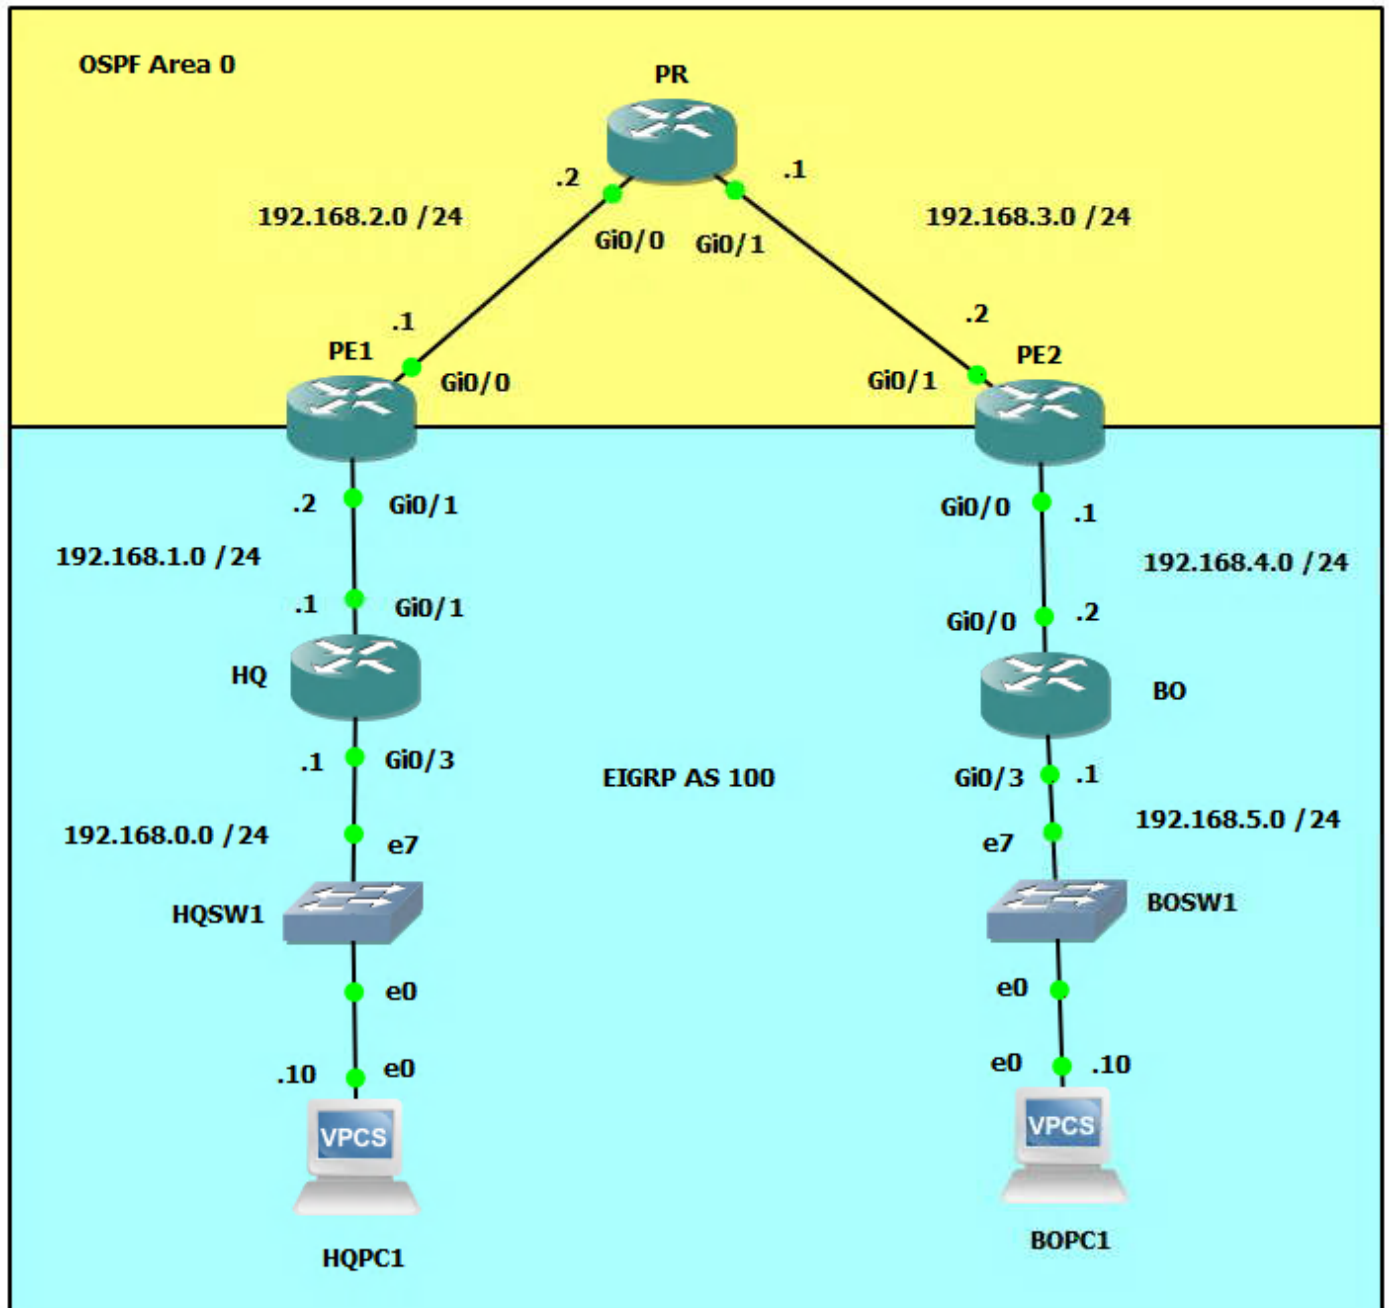 OSPF Area 0
PR
.2
.1
192.168.2.0 /24
192.168.3.0 /24
Gi0/0
Gi0/1
.1
.2
PE1
PE2
Gi0/0
Gi0/1
.2
Gi0/1
Gi0/0
.1
192.168.1.0 /24
192.168.4.0 /24
.1
Gi0/1
Gi0/0
.2
HQ
BO
.1
Gi0/3
EIGRP AS 100
Gi0/3
.1
192.168.0.0 /24
192.168.5.0 /24
e7
e7
HQSW1
BOSW1
e0
e0
.10
e0
e0
.10
VPCS
VPCS
HQPC1
BOPC1